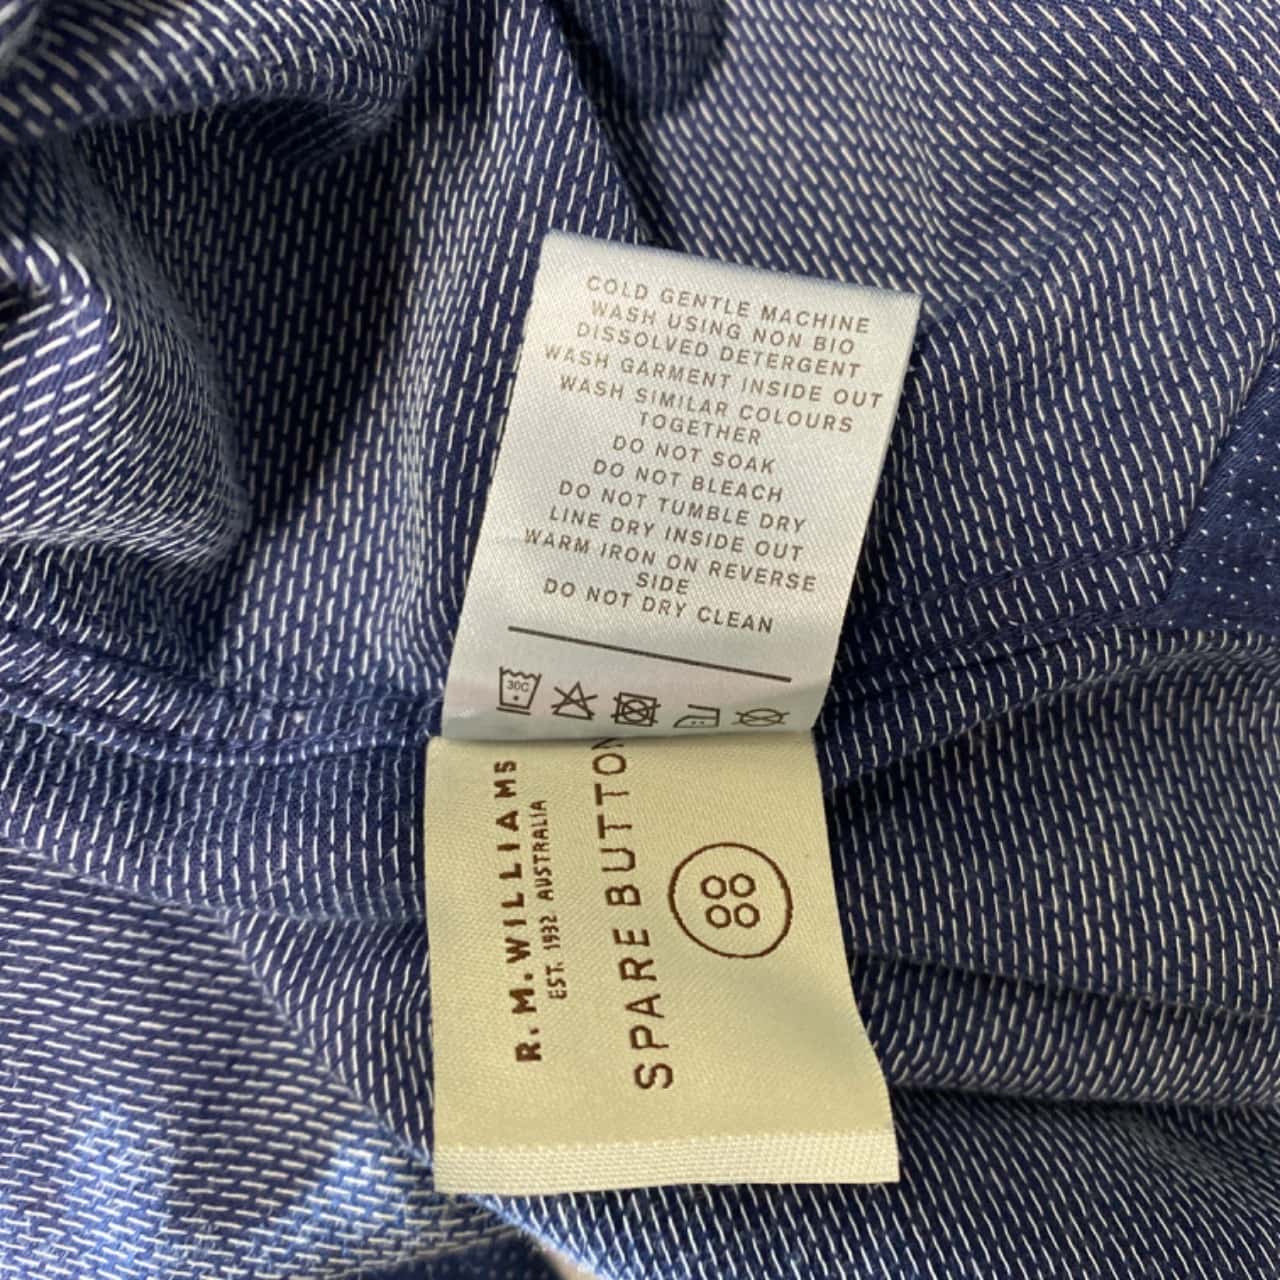 COLD GENTLE MACHINE
WASH USING NON BIO
DISSOLVED DETERGENT
WASH GARMENT INSIDE OUT
WASH SIMILAR COLOURS
TOGETHER
DO NOT SOAK
DO NOT BLEACH
DO NOT TUMBLE DRY
LINE DRY INSIDE OUT
WARM IRON ON REVERSE
SIDE
DO NOT DRY CLEAN
30C
R.M.WILLIAMS
EST. 1932 AUSTRALIA
SPARE BUTTON